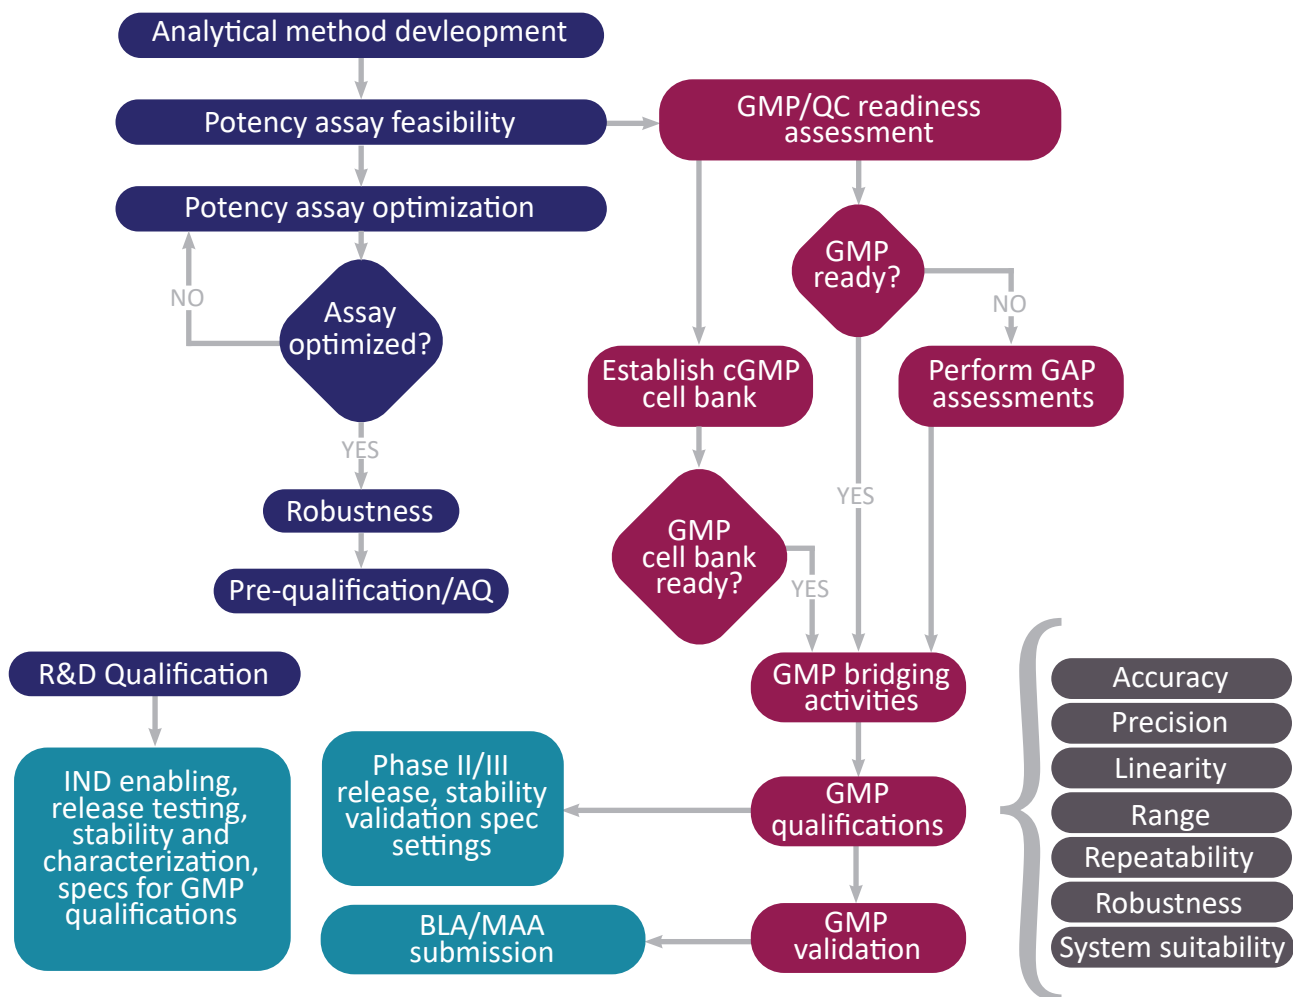 Analytical method devleopment
Potency assay feasibility
Potency assay optimization
NO
Assay
optimized?
YES
Robustness
Pre-qualification/AQ
R&D Qualification
IND enabling,
release testing,
stability and
characterization,
specs for GMP
qualifications
GMP/QC readiness
assessment
GMP
ready?
NO
Establish cGMP
cell bank
Perform GAP
assessments
YES
GMP
cell bank
ready?
YES
GMP bridging
activities
Phase II/III
release, stability
validation spec
settings
GMP
qualifications
BLA/MAA
submission
GMP
validation
Accuracy
Precision
Linearity
Range
Repeatability
Robustness
System suitability